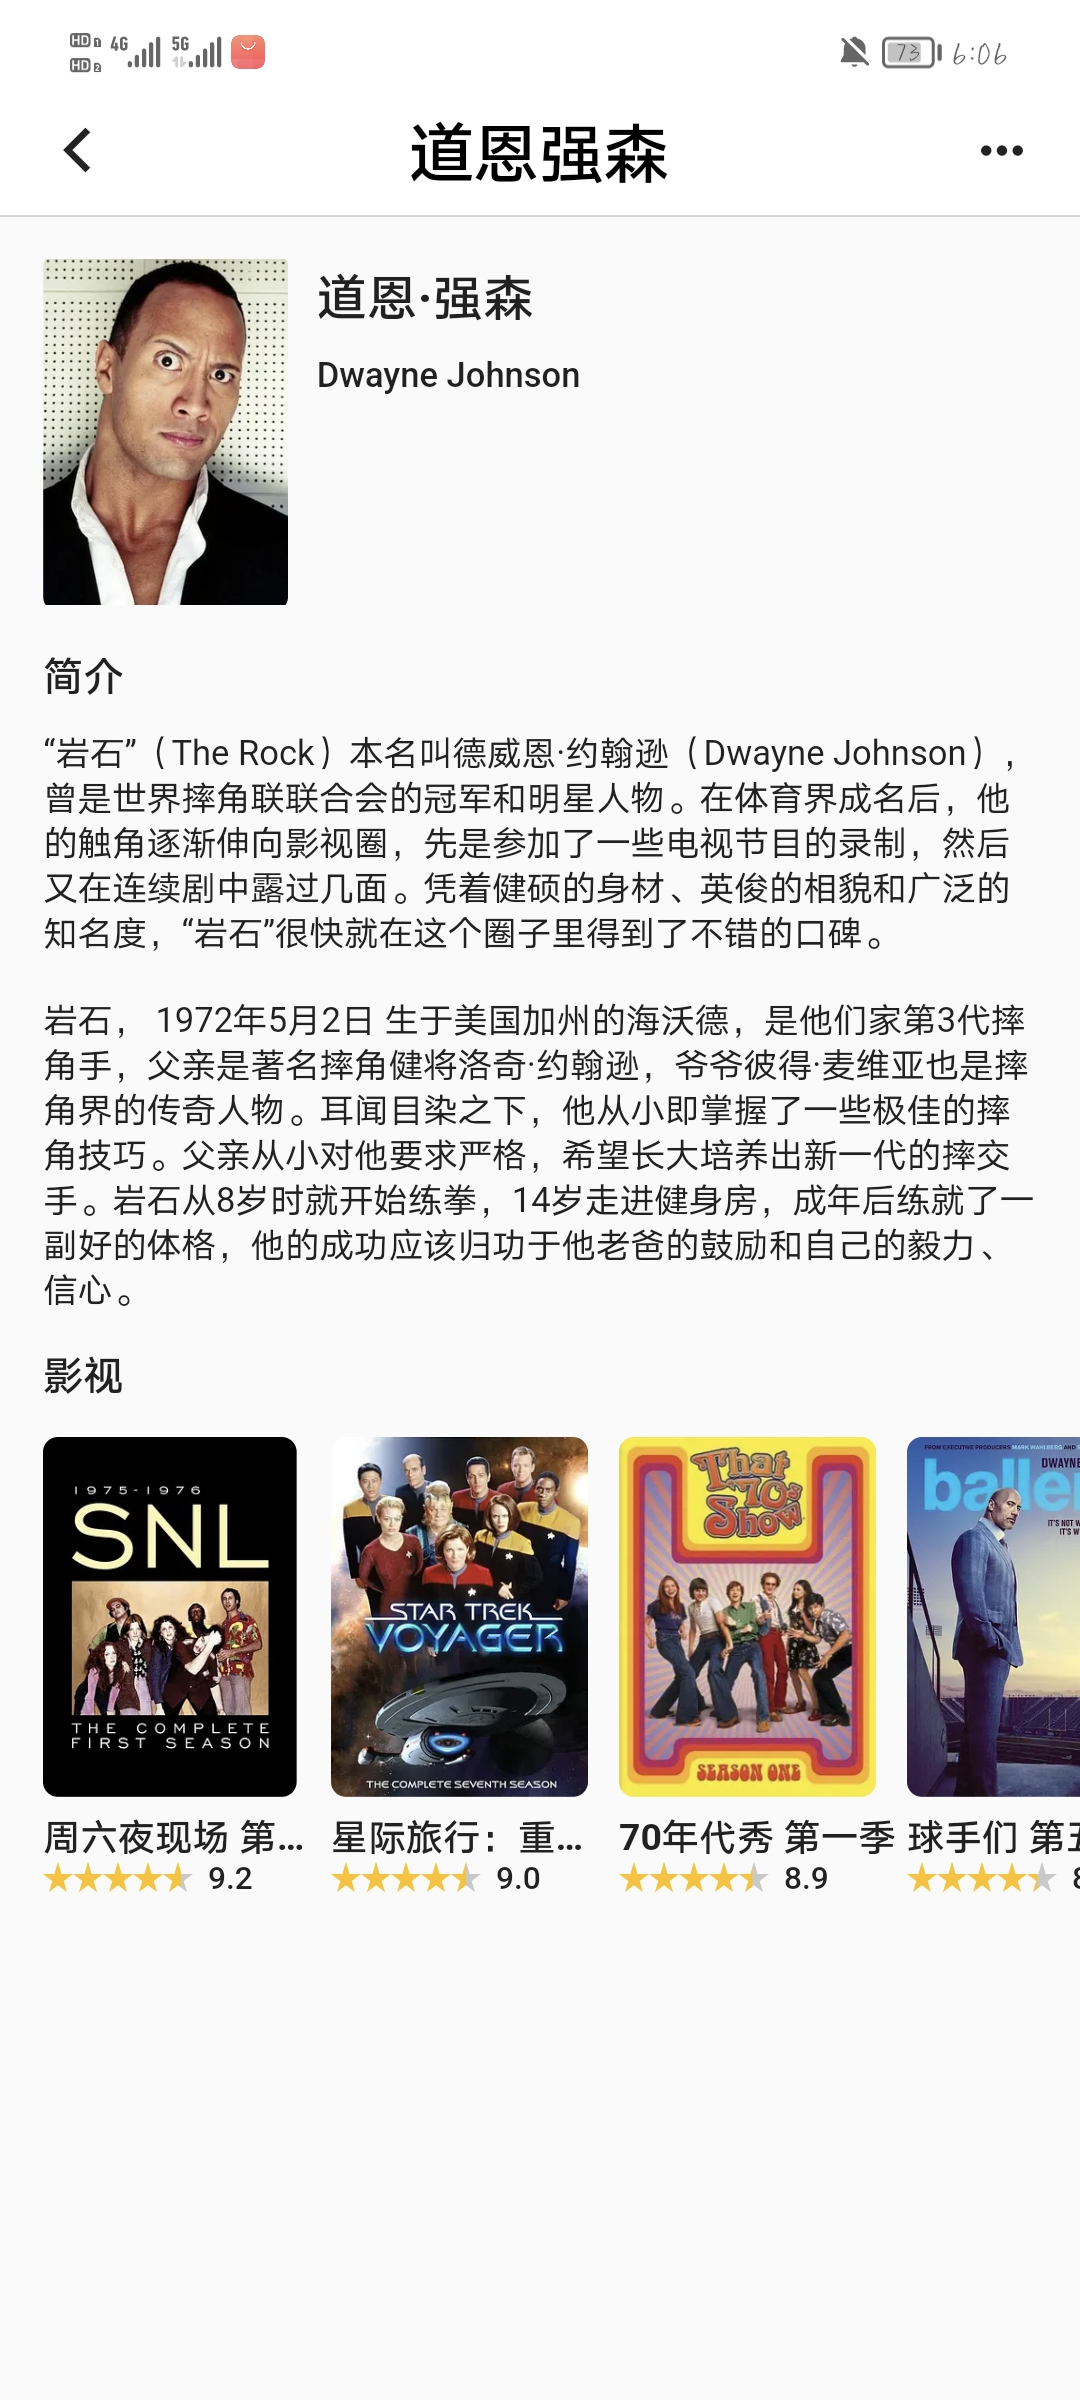 HD 1 4G 5G
HD 2
73 6:06
道恩强森
道恩·强森
Dwayne Johnson
简介
“岩石”（The Rock）本名叫德威恩·约翰逊（Dwayne Johnson），
曾是世界摔角联联合会的冠军和明星人物。在体育界成名后，他
的触角逐渐伸向影视圈，先是参加了一些电视节目的录制，然后
又在连续剧中露过几面。凭着健硕的身材、英俊的相貌和广泛的
知名度，“岩石”很快就在这个圈子里得到了不错的口碑。
岩石， 1972年5月2日 生于美国加州的海沃德，是他们家第3代摔
角手，父亲是著名摔角健将洛奇·约翰逊，爷爷彼得·麦维亚也是摔
角界的传奇人物。耳闻目染之下，他从小即掌握了一些极佳的摔
角技巧。父亲从小对他要求严格，希望长大培养出新一代的摔交
手。岩石从8岁时就开始练拳，14岁走进健身房，成年后练就了一
副好的体格，他的成功应该归功于他老爸的鼓励和自己的毅力、
信心。
影视
1975-1976
SNL
THE COMPLETE
FIRST SEASON
STAR TREK
VOYAGER
THE COMPLETE SEVENTH SEASON
That
'70s
Show
SEASON ONE
FROM EXECUTIVE PRODUCERS MARK WAHLBERG AND
DWAYNE
balle
IT'S NOT W
IT'S W
周六夜现场 第…
9.2
星际旅行：重…
9.0
70年代秀 第一季
8.9
球手们 第五
8